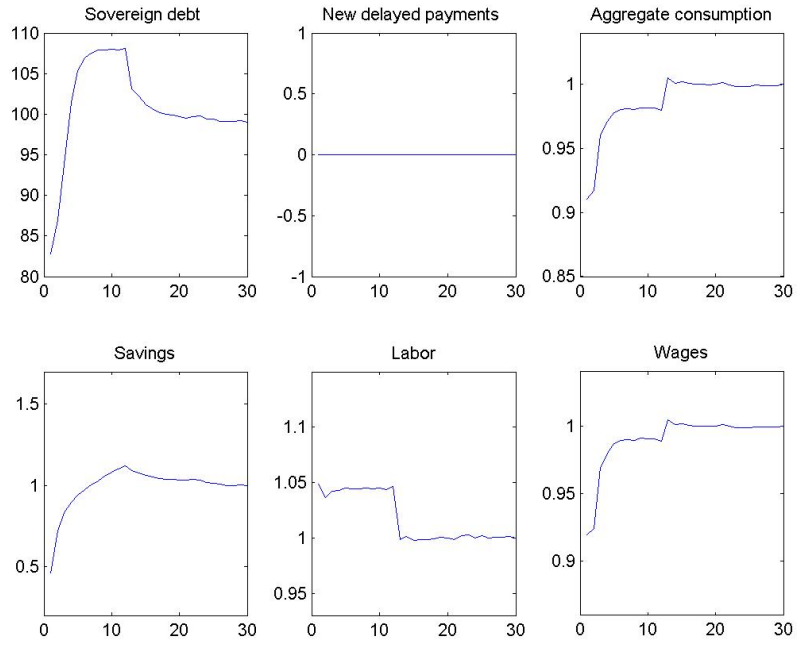 Sovereign debt
New delayed payments
Aggregate consumption
110
105
100
95
90
85
80
0 10 20 30
1
0.5
0
-0.5
-1
0 10 20 30
1
0.95
0.9
0.85
0 10 20 30
Savings
Labor
Wages
1.5
1
0.5
0 10 20 30
1.1
1.05
1
0.95
0 10 20 30
1
0.95
0.9
0 10 20 30